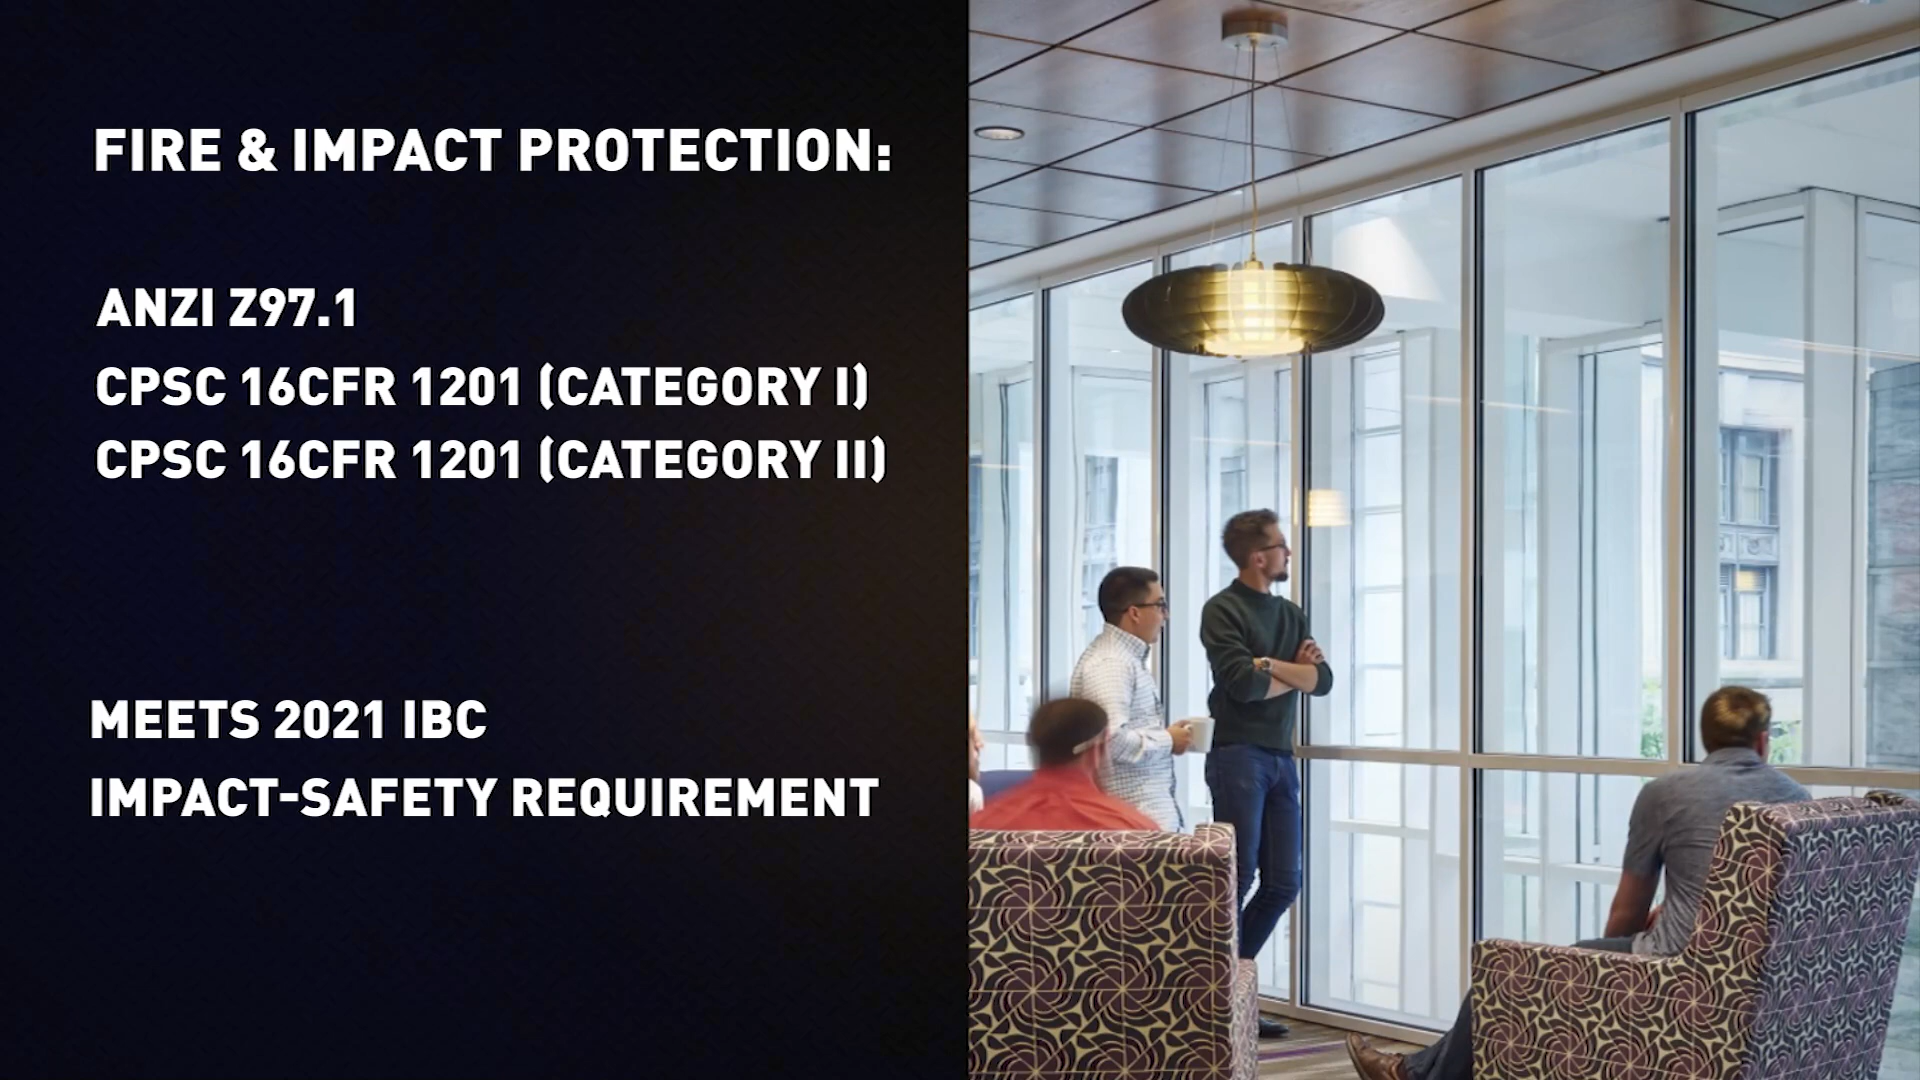 FIRE & IMPACT PROTECTION:
ANZI Z97.1
CPSC 16CFR 1201 (CATEGORY I)
CPSC 16CFR 1201 (CATEGORY II)
MEETS 2021 IBC
IMPACT-SAFETY REQUIREMENT